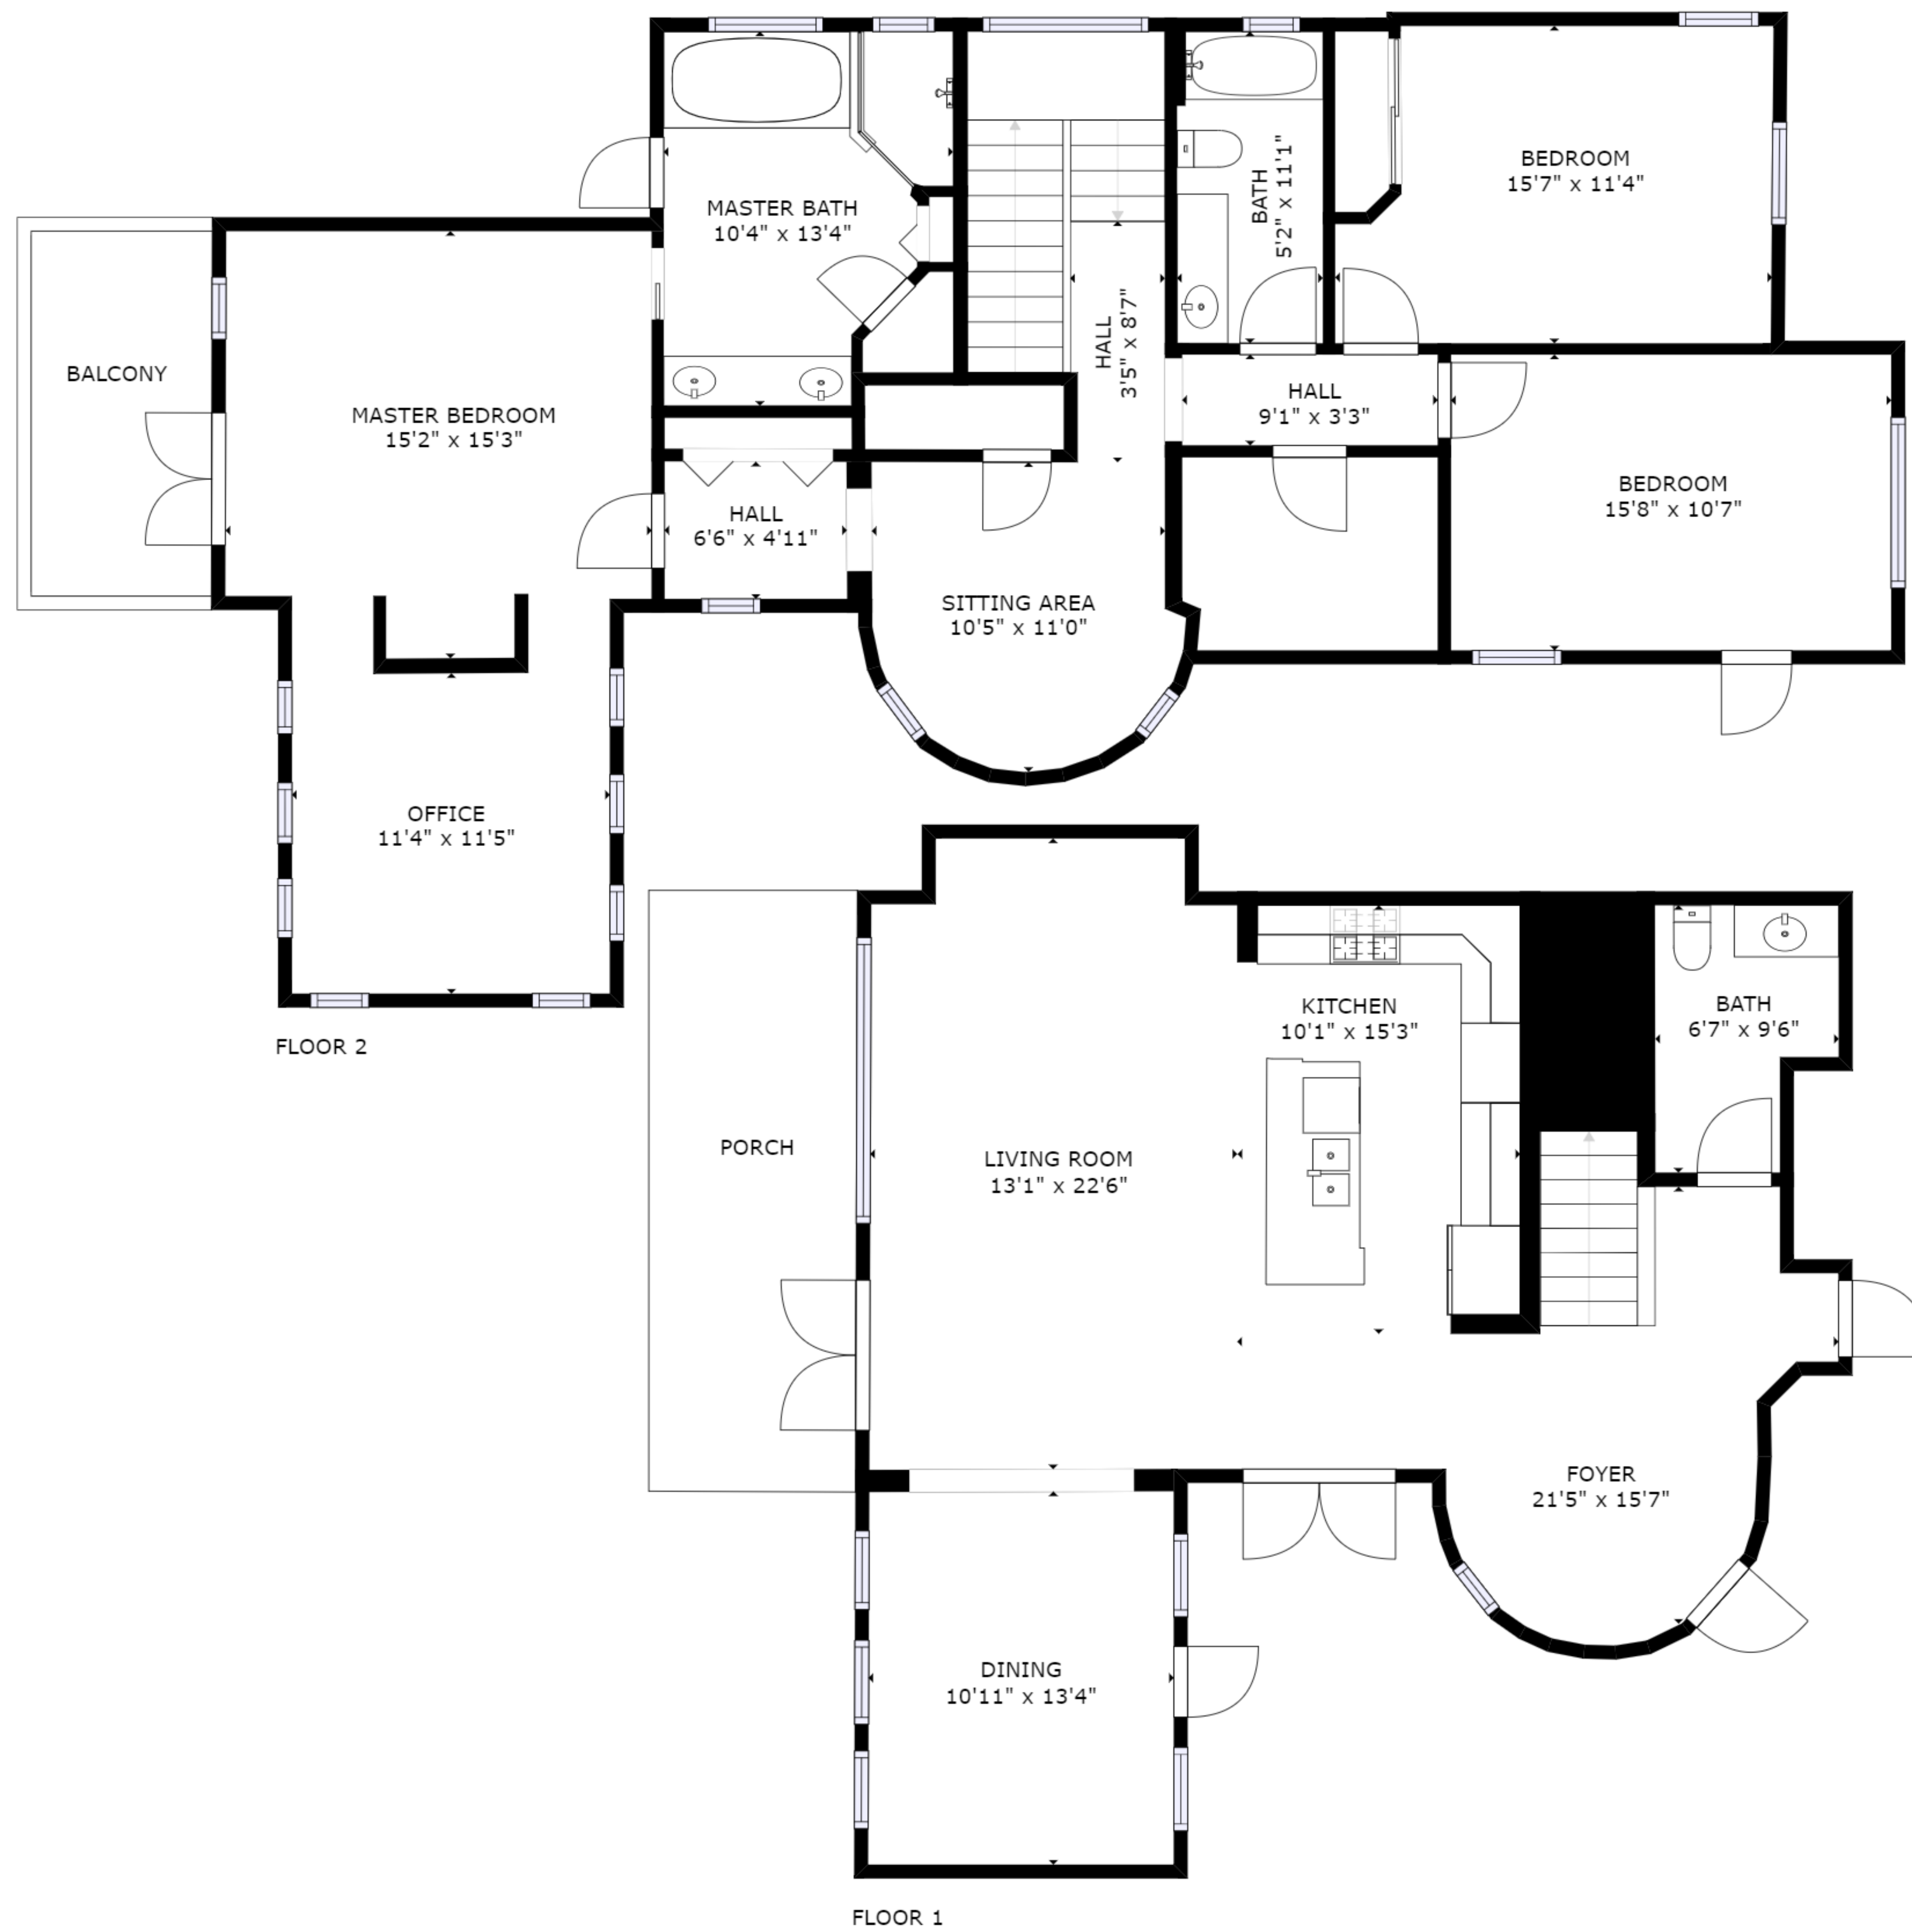 BEDROOM
15'7" x 11'4"
BATH
5'2" x 11'1"
MASTER BATH
10'4" x 13'4"
HALL
3'5" x 8'7"
BALCONY
MASTER BEDROOM
15'2" x 15'3"
HALL
9'1" x 3'3"
BEDROOM
15'8" x 10'7"
HALL
6'6" x 4'11"
SITTING AREA
10'5" x 11'0"
OFFICE
11'4" x 11'5"
FLOOR 2
KITCHEN
10'1" x 15'3"
BATH
6'7" x 9'6"
PORCH
LIVING ROOM
13'1" x 22'6"
FOYER
21'5" x 15'7"
DINING
10'11" x 13'4"
FLOOR 1